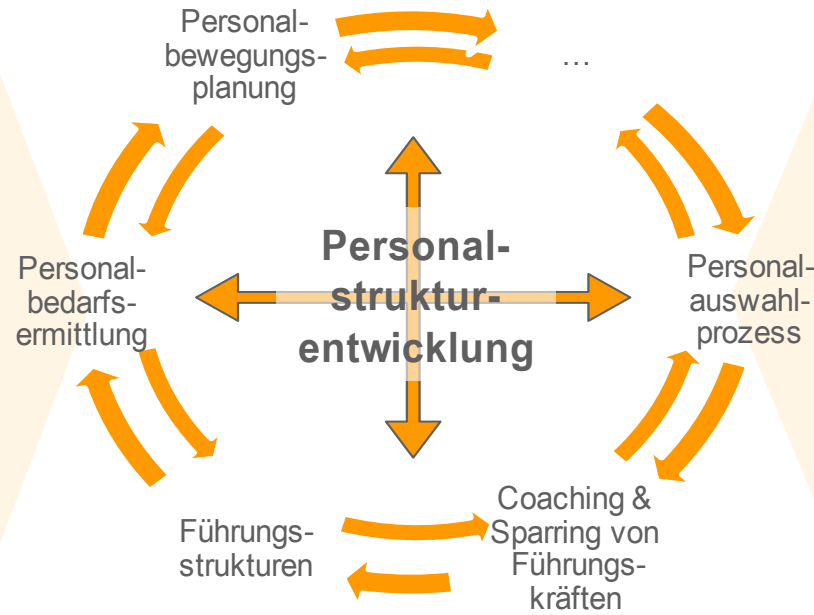 Personal-
bewegungs-
planung
…
Personal-
bedarfs-
ermittlung
Personal-
struktur-
entwicklung
Personal-
auswahl-
prozess
Führungs-
strukturen
Coaching &
Sparring von
Führungs-
kräften